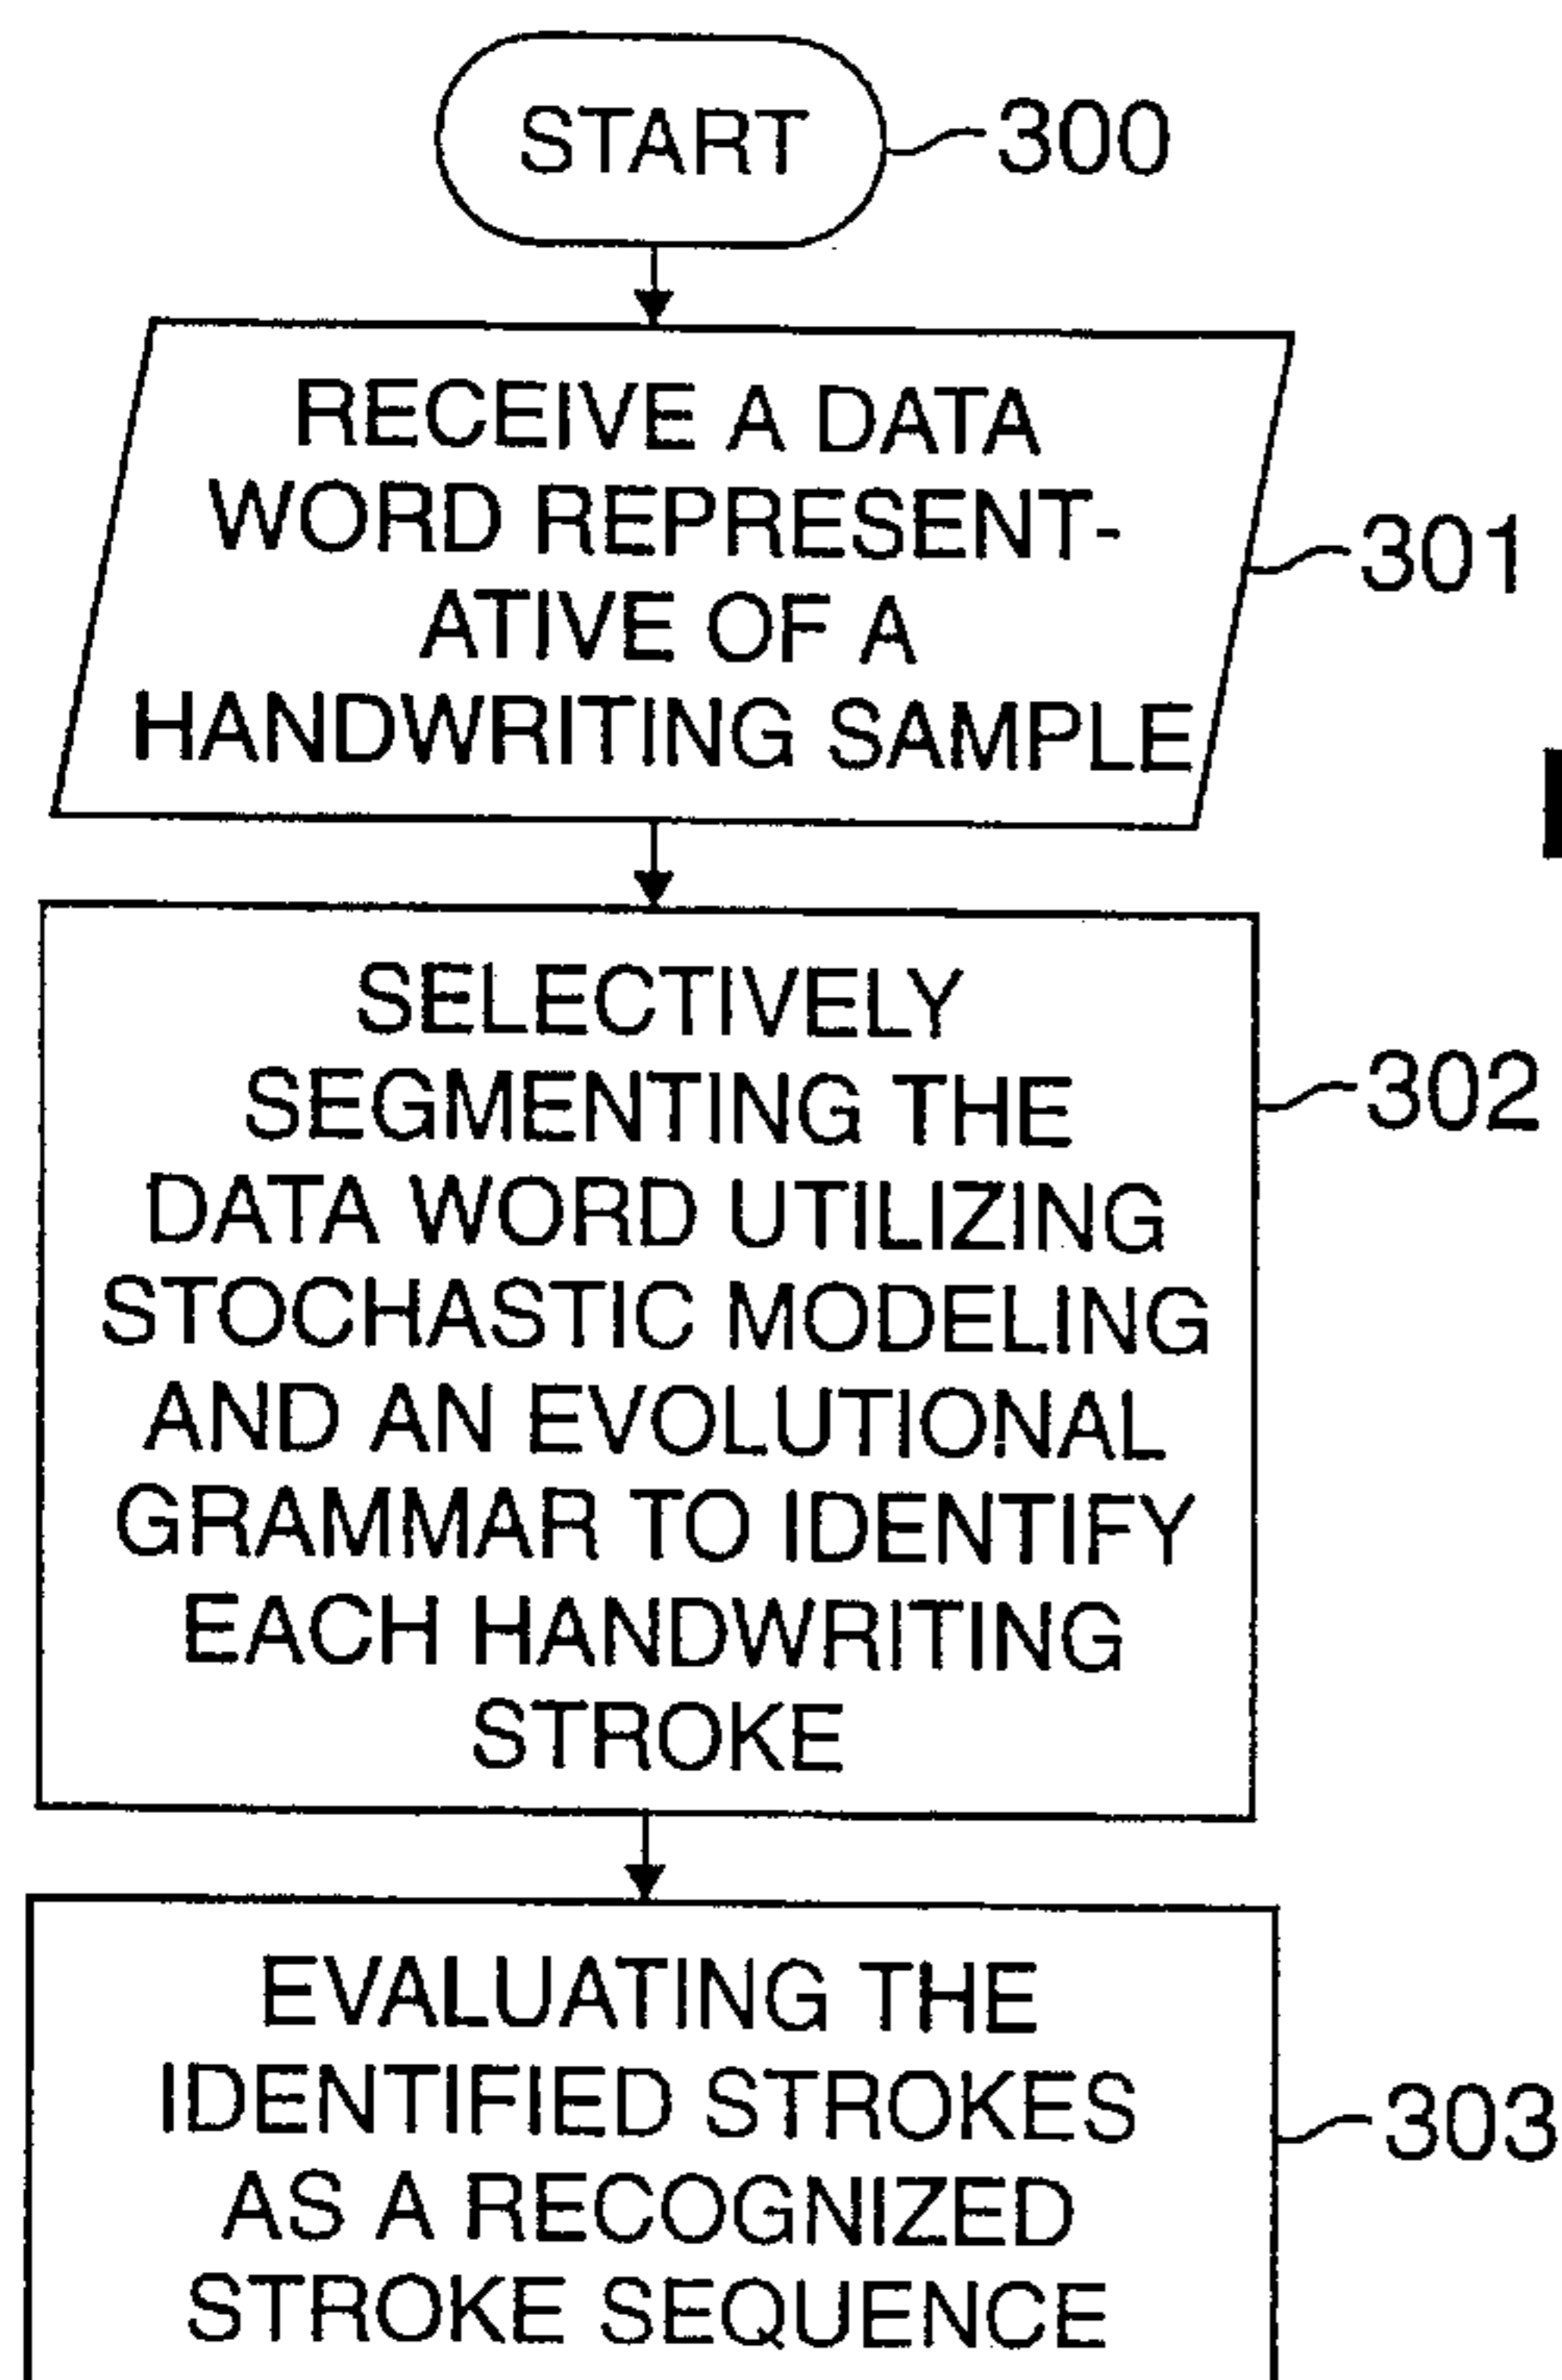 START
300
RECEIVE A DATA
WORD REPRESENT-
ATIVE OF A
HANDWRITING SAMPLE
301
SELECTIVELY
SEGMENTING THE
DATA WORD UTILIZING
STOCHASTIC MODELING
AND AN EVOLUTIONAL
GRAMMAR TO IDENTIFY
EACH HANDWRITING
STROKE
302
EVALUATING THE
IDENTIFIED STROKES
AS A RECOGNIZED
STROKE SEQUENCE
303